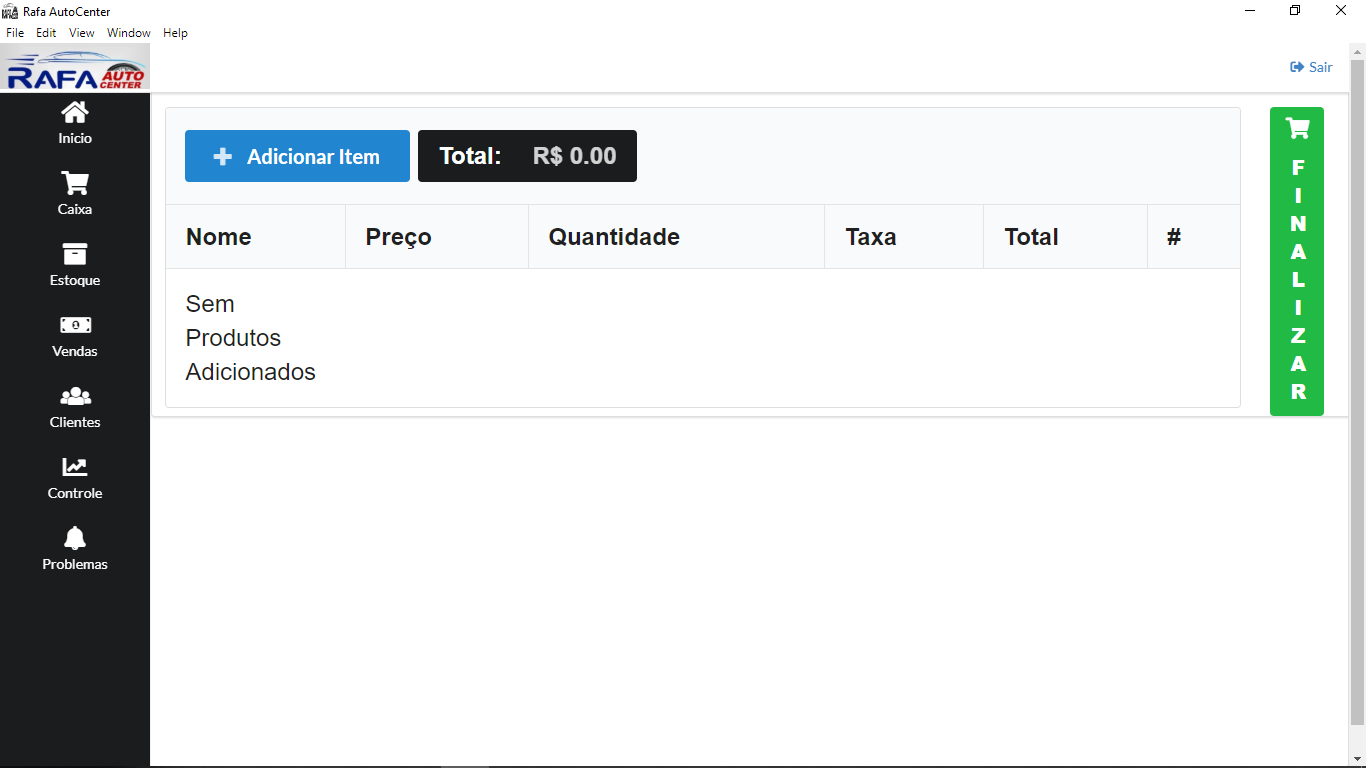 Rafa AutoCenter
File Edit View Window Help
RAFA AUTO CENTER
Sair
Inicio
Caixa
Estoque
Vendas
Clientes
Controle
Problemas
Adicionar Item Total: R$ 0.00
Nome Preço Quantidade Taxa Total #
Sem
Produtos
Adicionados
F
I
N
A
L
I
Z
A
R